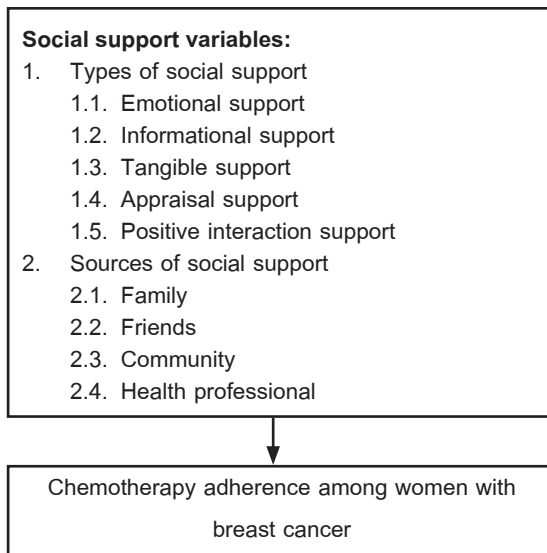 Social support variables:
1. Types of social support
1.1. Emotional support
1.2. Informational support
1.3. Tangible support
1.4. Appraisal support
1.5. Positive interaction support
2. Sources of social support
2.1. Family
2.2. Friends
2.3. Community
2.4. Health professional
Chemotherapy adherence among women with
breast cancer